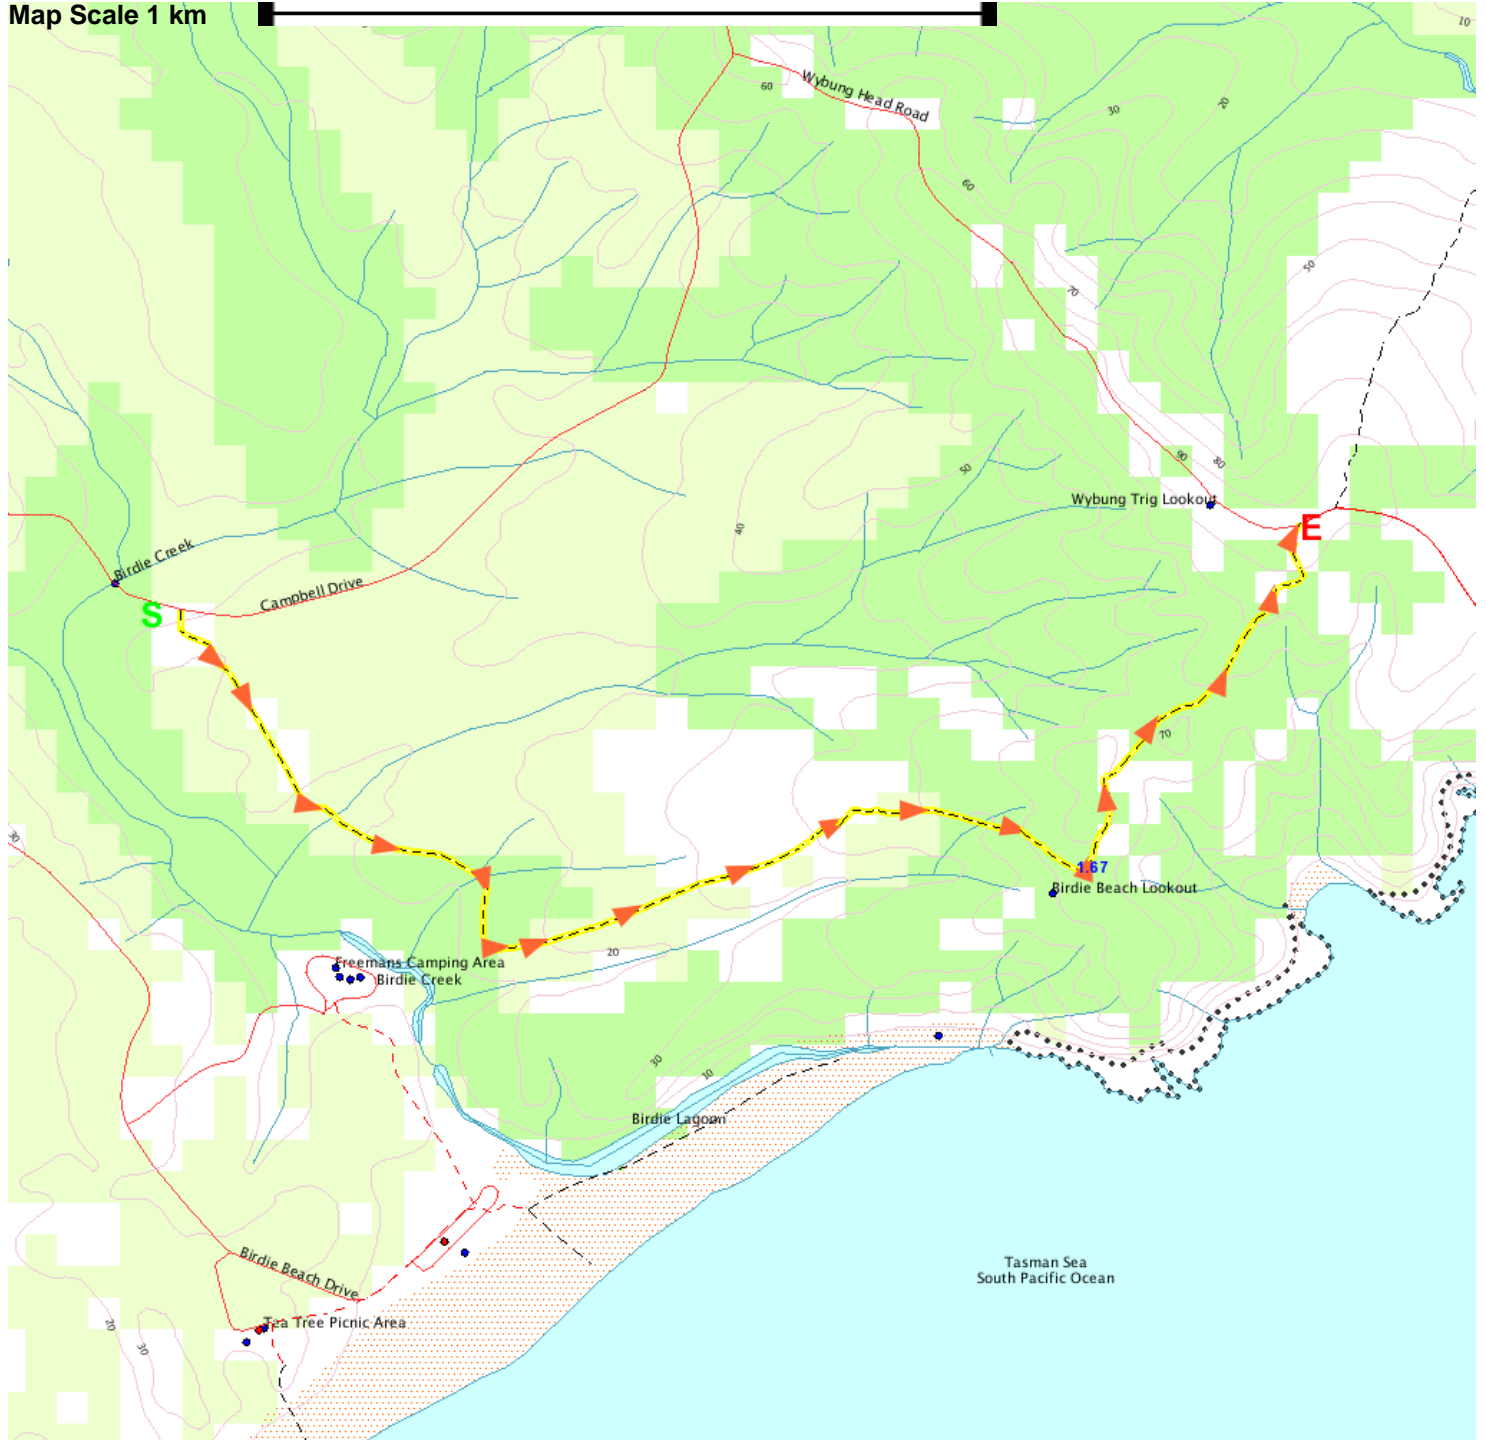 Map Scale 1 km
10
Wybung Head Road
60
30
20
60
50
70
50
90
80
Wybung Trig Lookout
40
E
Birdie Creek
Campbell Drive
S
70
30
1.67
Birdie Beach Lookout
20
Freemans Camping Area
Birdie Creek
30
10
Birdie Lagoon
Birdie Beach Drive
Tasman Sea
South Pacific Ocean
Tea Tree Picnic Area
20
30